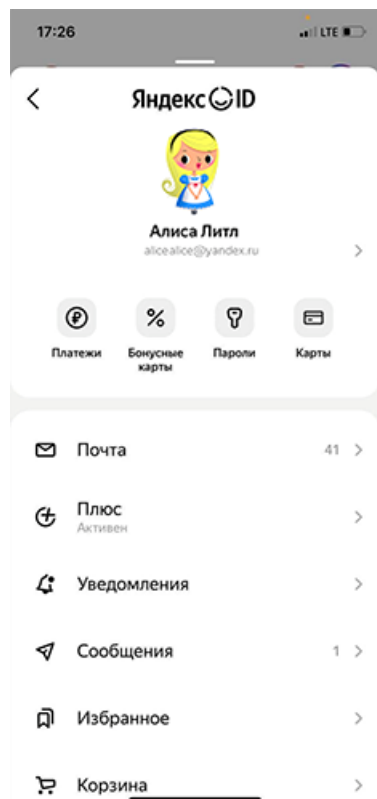 17:26
LTE
Яндекс ID
Алиса Литл
alicealice@yandex.ru
Платежи
Бонусные карты
Пароли
Карты
Почта
41
Плюс
Активен
Уведомления
Сообщения
1
Избранное
Корзина